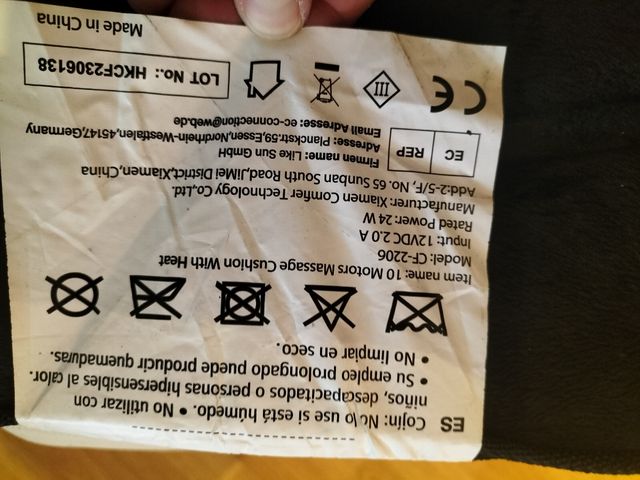 ES Cojín: No lo use si está húmedo. • No utilizar con
niños, descapacitados o personas hipersensibles al calor.
• Su empleo prolongado puede producir quemaduras.
• No limpiar en seco.
Item name: 10 Motors Massage Cushion With Heat
Model: CF-2206
Input: 12VDC 2.0 A
Rated Power: 24 W
Manufacturer: Xiamen Comfier Technology Co.,Ltd.
Add:2-5/F, No. 65 South Sunban Road,JiMei District,Xiamen,China
EC REP
Firmen name: Like Sun GmbH
Adresse: Planckstr.59,Essen,Nordrhein-Westfalen,45147,Germany
Email Adresse: ec-connection@web.de
CE III
LOT No.: HKCF2306138
Made in China